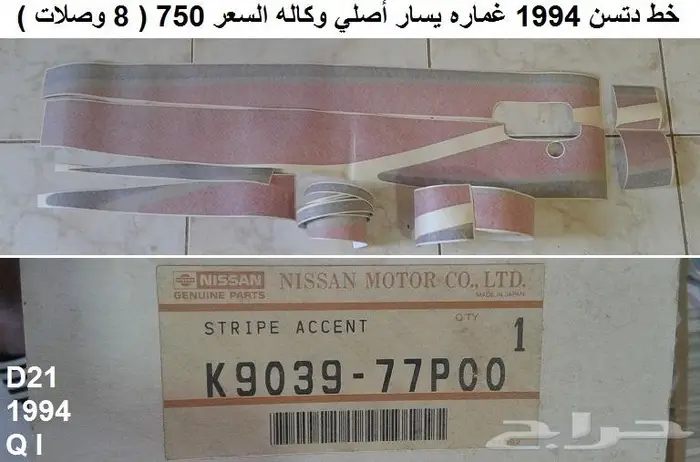 خط دتسن 1994 غماره يسار أصلي وكاله السعر 750 ( 8 وصلات )
NISSAN
GENUINE PARTS
NISSAN MOTOR CO., LTD.
MADE IN JAPAN
STRIPE ACCENT
Q'TY
1
K9039-77P00
D21
1994
Q I
حراج